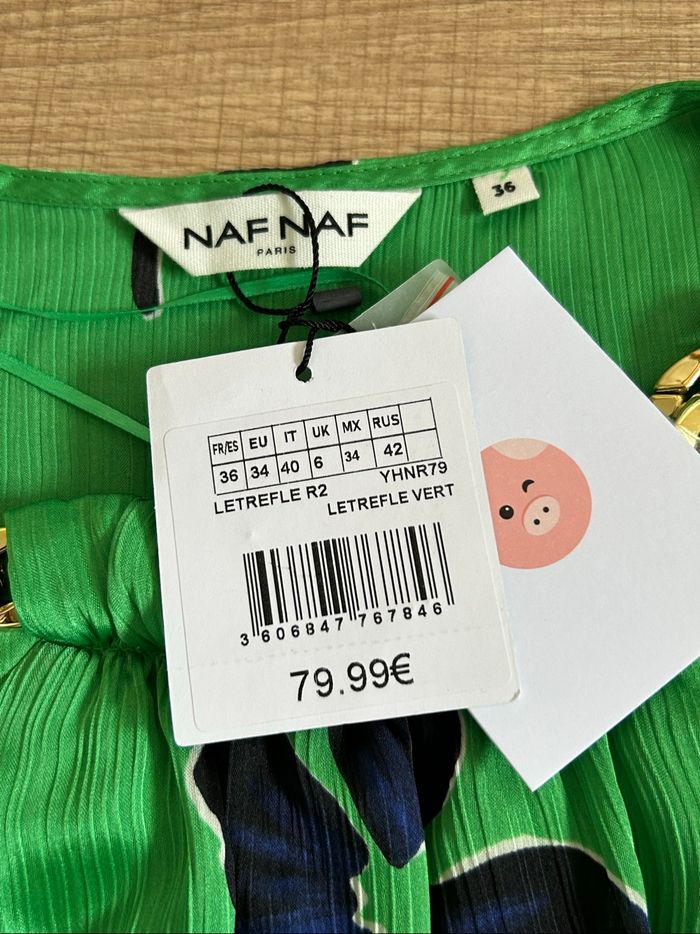 NAF NAF
PARIS
36
FR/ES EU IT UK MX RUS
36 34 40 6 34 42
LETREFLE R2 YHNR79
LETREFLE VERT
3 606847 767846
79.99€